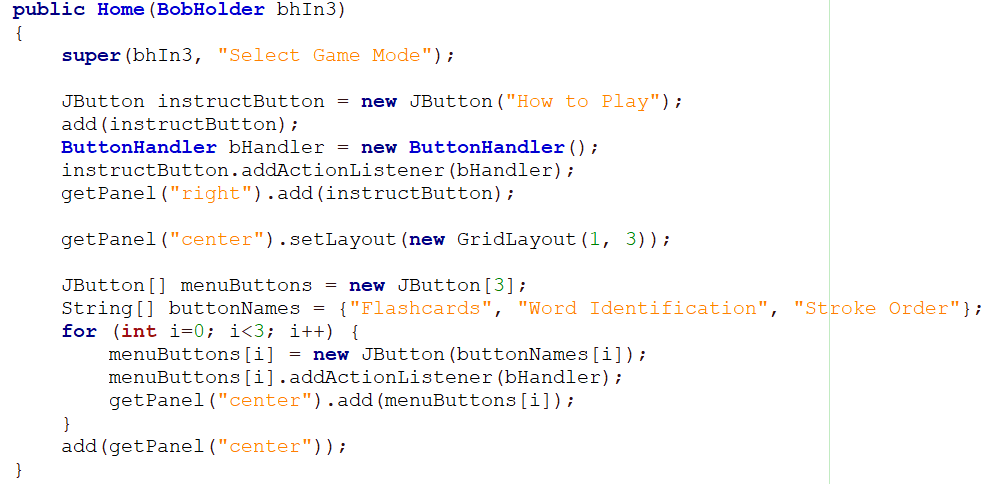 public Home(BobHolder bhIn3)
{
    super(bhIn3, "Select Game Mode");

    JButton instructButton = new JButton("How to Play");
    add(instructButton);
    ButtonHandler bHandler = new ButtonHandler();
    instructButton.addActionListener(bHandler);
    getPanel("right").add(instructButton);

    getPanel("center").setLayout(new GridLayout(1, 3));

    JButton[] menuButtons = new JButton[3];
    String[] buttonNames = {"Flashcards", "Word Identification", "Stroke Order"};
    for (int i=0; i<3; i++) {
        menuButtons[i] = new JButton(buttonNames[i]);
        menuButtons[i].addActionListener(bHandler);
        getPanel("center").add(menuButtons[i]);
    }
    add(getPanel("center"));
}